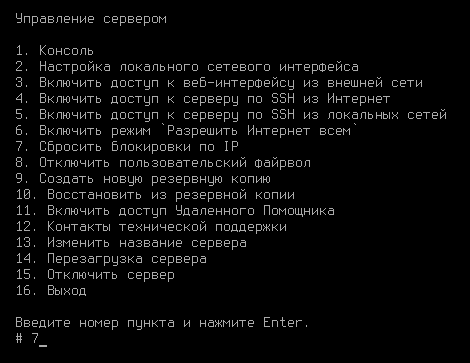 Управление сервером
1. Консоль
2. Настройка локального сетевого интерфейса
3. Включить доступ к веб-интерфейсу из внешней сети
4. Включить доступ к серверу по SSH из Интернет
5. Включить доступ к серверу по SSH из локальных сетей
6. Включить режим `Разрешить Интернет всем`
7. Сбросить блокировки по IP
8. Отключить пользовательский файрвол
9. Создать новую резервную копию
10. Восстановить из резервной копии
11. Включить доступ Удаленного Помощника
12. Контакты технической поддержки
13. Изменить название сервера
14. Перезагрузка сервера
15. Отключить сервер
16. Выход
Введите номер пункта и нажмите Enter.
# 7_